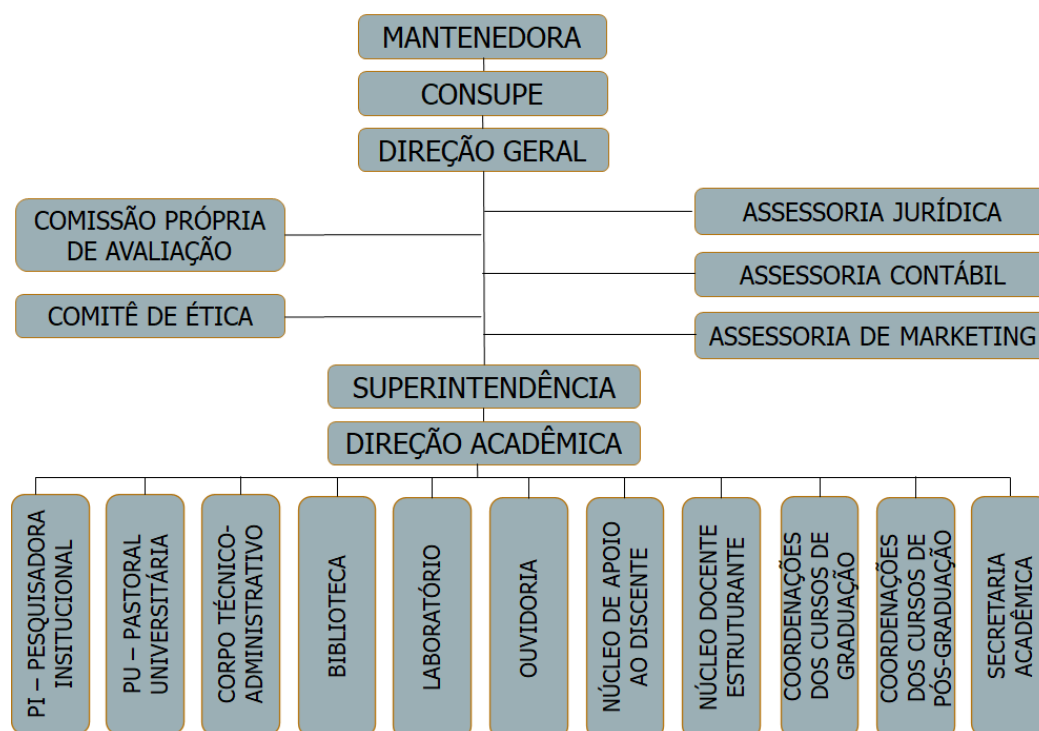 MANTENEDORA
CONSUPE
DIREÇÃO GERAL
COMISSÃO PRÓPRIA
DE AVALIAÇÃO
COMITÊ DE ÉTICA
ASSESSORIA JURÍDICA
ASSESSORIA CONTÁBIL
ASSESSORIA DE MARKETING
SUPERINTENDÊNCIA
DIREÇÃO ACADÊMICA
PI – PESQUISADORA
INSITUCIONAL
PU – PASTORAL
UNIVERSITÁRIA
CORPO TÉCNICO-
ADMINISTRATIVO
BIBLIOTECA
LABORATÓRIO
OUVIDORIA
NÚCLEO DE APOIO
AO DISCENTE
NÚCLEO DOCENTE
ESTRUTURANTE
COORDENAÇÕES
DOS CURSOS DE
GRADUAÇÃO
COORDENAÇÕES
DOS CURSOS DE
PÓS-GRADUAÇÃO
SECRETARIA
ACADÊMICA